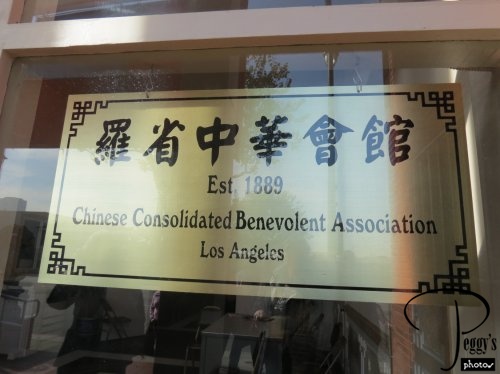 羅省中華會館
Est. 1889
Chinese Consolidated Benevolent Association
Los Angeles
Peggy's
photos